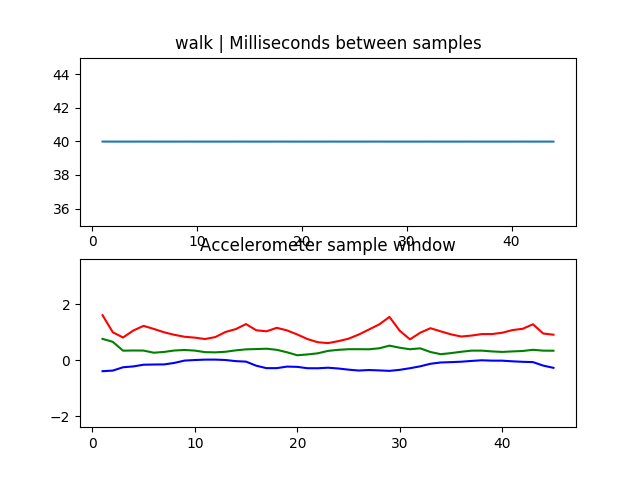 walk | Milliseconds between samples
44
42
40
38
36
0 10 20 30 40
Accelerometer sample window
2
0
−2
0 10 20 30 40